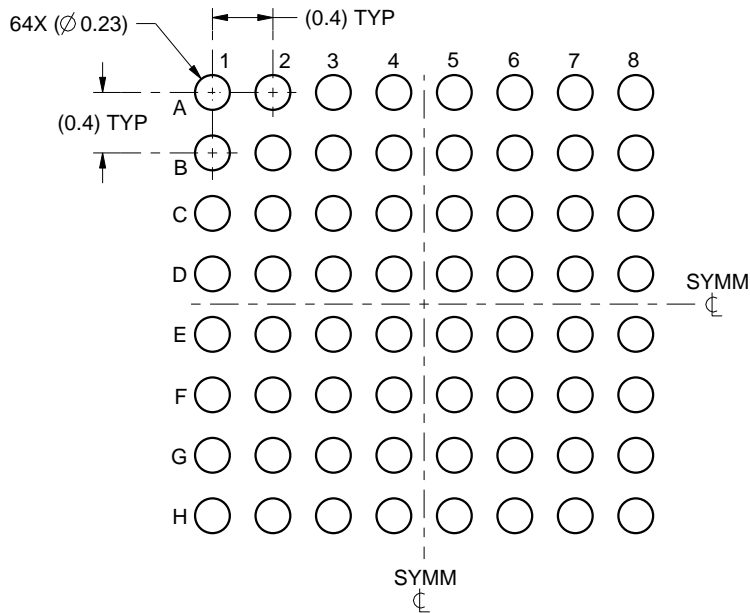 64X (∅ 0.23)
(0.4) TYP
1 2 3 4 5 6 7 8
A
(0.4) TYP
B
C
D
SYMM
℄
E
F
G
H
SYMM
℄